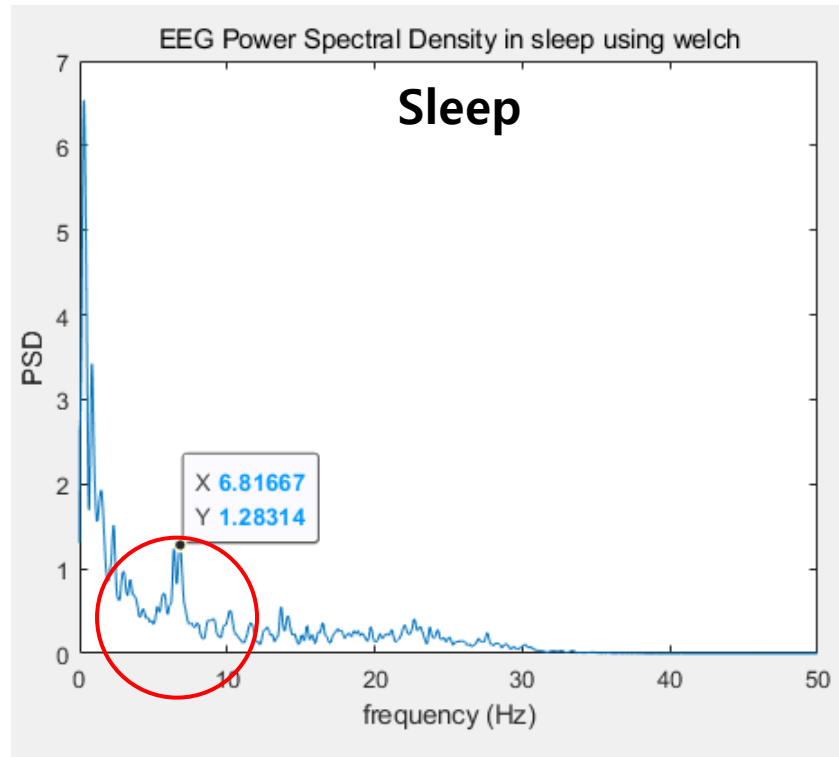 EEG Power Spectral Density in sleep using welch
Sleep
7
6
5
4
3
2
1
0
PSD
X 6.81667
Y 1.28314
0 10 20 30 40 50
frequency (Hz)